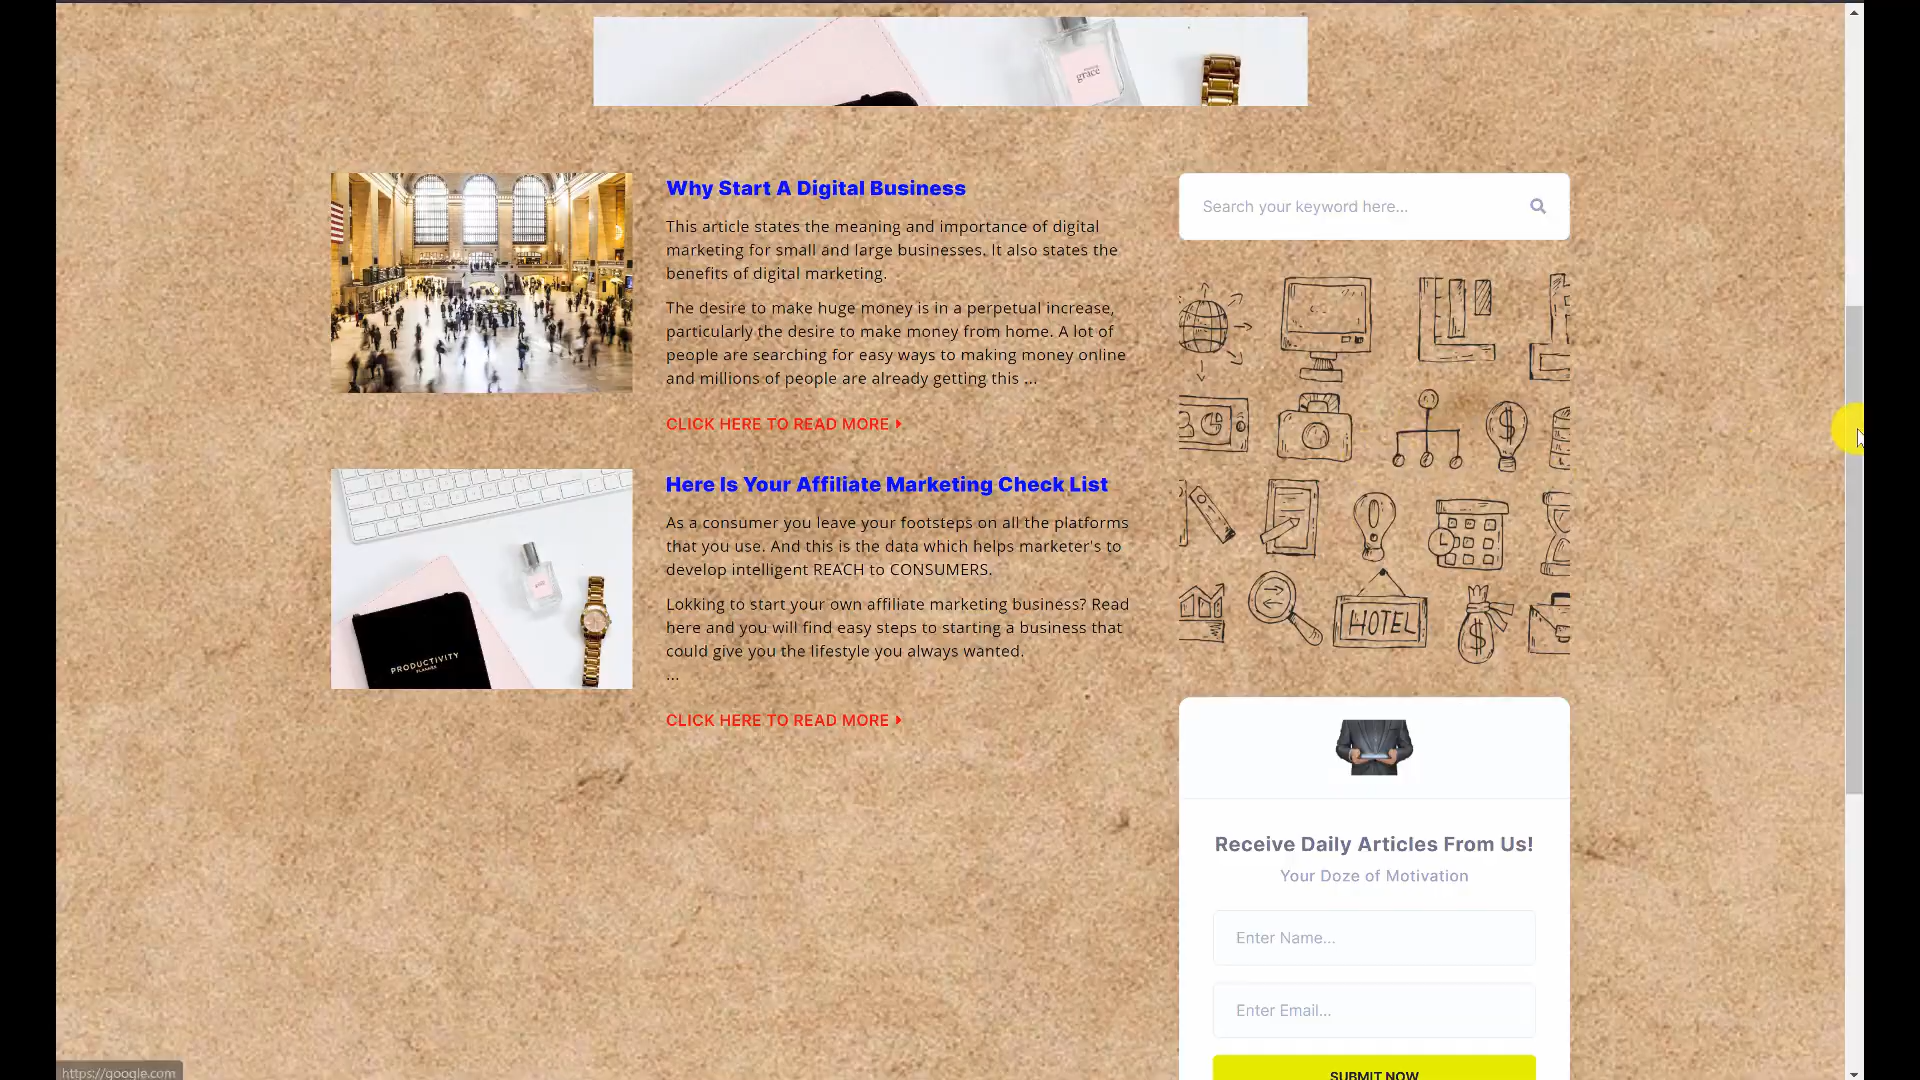 grace
Why Start A Digital Business
This article states the meaning and importance of digital
marketing for small and large businesses. It also states the
benefits of digital marketing.
The desire to make huge money is in a perpetual increase,
particularly the desire to make money from home. A lot of
people are searching for easy ways to making money online
and millions of people are already getting this ...
CLICK HERE TO READ MORE
Here Is Your Affiliate Marketing Check List
As a consumer you leave your footsteps on all the platforms
that you use. And this is the data which helps marketer's to
develop intelligent REACH to CONSUMERS.
Lokking to start your own affiliate marketing business? Read
here and you will find easy steps to starting a business that
could give you the lifestyle you always wanted.
...
CLICK HERE TO READ MORE
PRODUCTIVITY
PLANNER
Search your keyword here...
HOTEL
Receive Daily Articles From Us!
Your Doze of Motivation
Enter Name...
Enter Email...
SUBMIT NOW
https://google.com